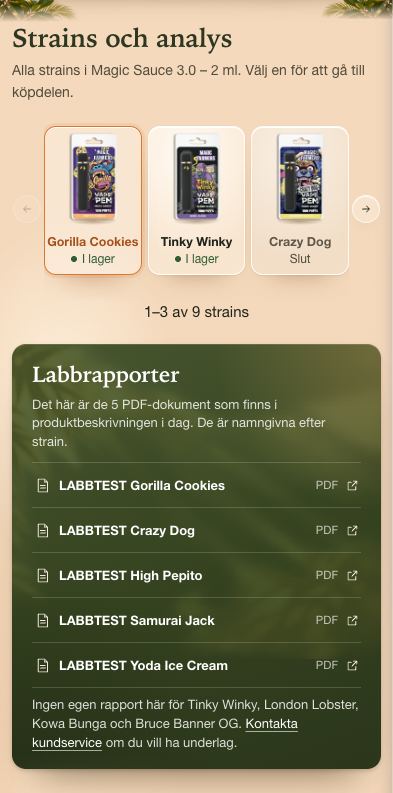 Strains och analys
Alla strains i Magic Sauce 3.0 – 2 ml. Välj en för att gå till
köpdelen.
Gorilla Cookies
I lager
Tinky Winky
I lager
Crazy Dog
Slut
1–3 av 9 strains
Labbrapporter
Det här är de 5 PDF-dokument som finns i
produktbeskrivningen i dag. De är namngivna efter
strain.
LABBTEST Gorilla Cookies PDF
LABBTEST Crazy Dog PDF
LABBTEST High Pepito PDF
LABBTEST Samurai Jack PDF
LABBTEST Yoda Ice Cream PDF
Ingen egen rapport här för Tinky Winky, London Lobster,
Kowa Bunga och Bruce Banner OG. Kontakta
kundservice om du vill ha underlag.